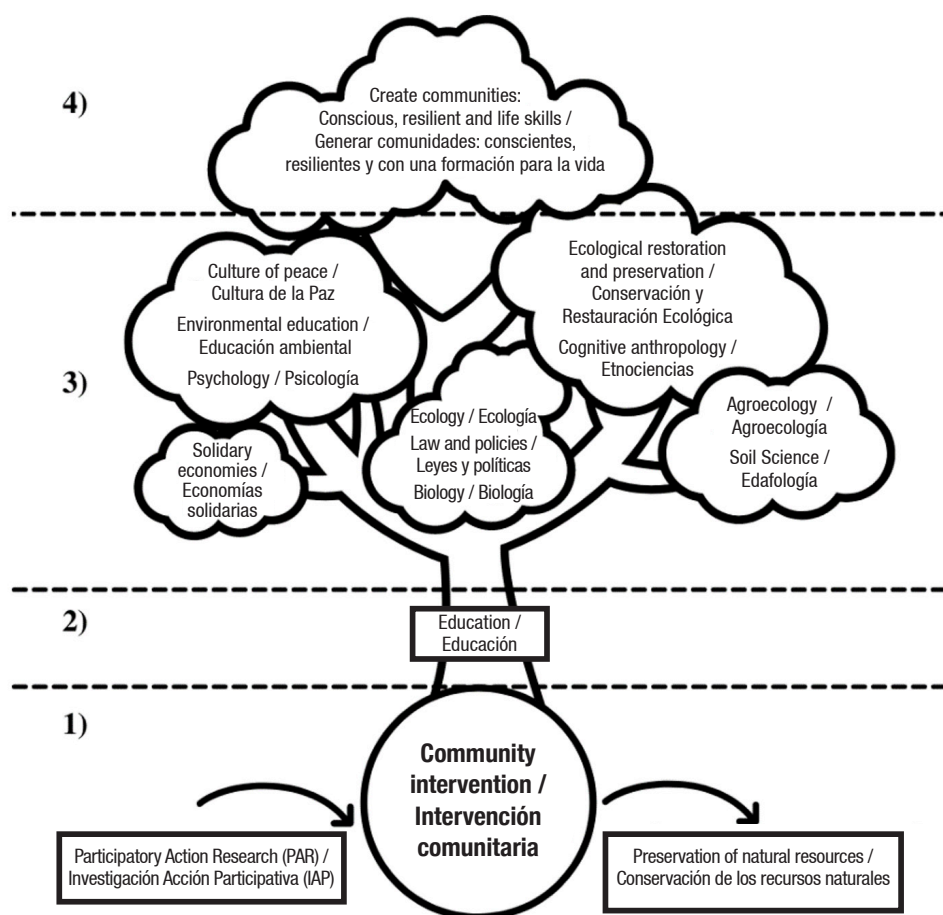 4)
Create communities:
Conscious, resilient and life skills /
Generar comunidades: conscientes,
resilientes y con una formación para la vida
3)
Culture of peace /
Cultura de la Paz
Environmental education /
Educación ambiental
Psychology / Psicología
Ecological restoration
and preservation /
Conservación y
Restauración Ecológica
Cognitive anthropology /
Etnociencias
Solidary
economies /
Economías
solidarias
Ecology / Ecología
Law and policies /
Leyes y políticas
Biology / Biología
Agroecology /
Agroecología
Soil Science /
Edafología
2)
Education /
Educación
1)
Community
intervention /
Intervención
comunitaria
Participatory Action Research (PAR) /
Investigación Acción Participativa (IAP)
Preservation of natural resources /
Conservación de los recursos naturales